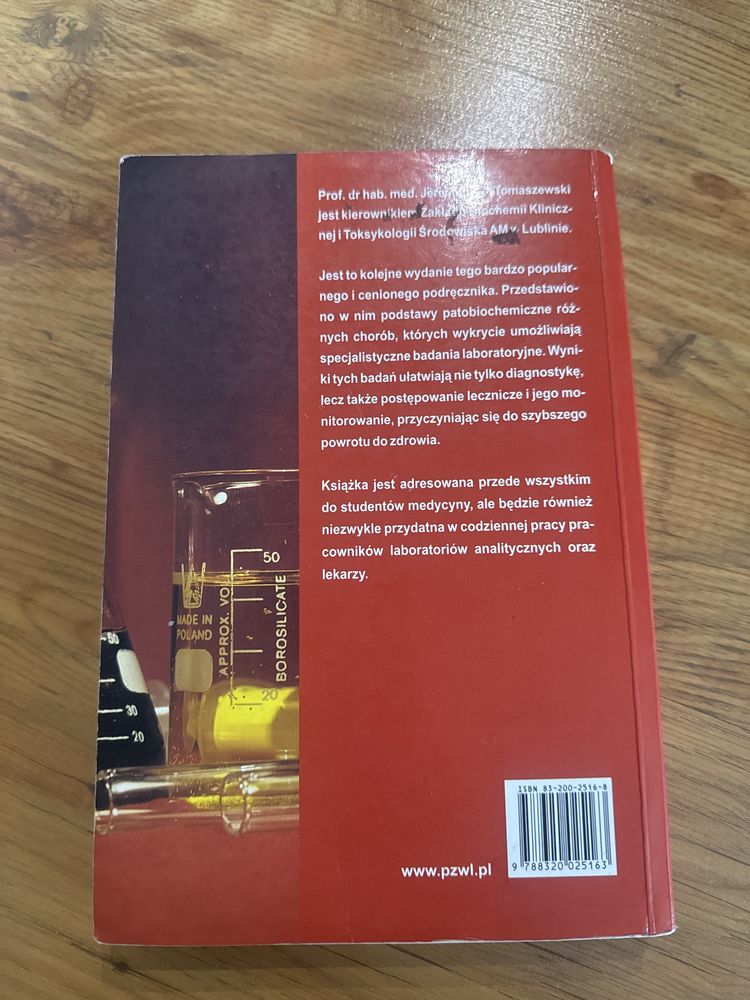 Prof. dr hab. med. Tomaszewski
jest kierownikiem Klinicz-
nej i Toksykologii Środowiska AM Lublinie.
Jest to kolejne wydanie tego bardzo popular-
nego i cenionego podręcznika. Przedstawio-
no w nim podstawy patobiochemiczne róż-
nych chorób, których wykrycie umożliwiają
specjalistyczne badania laboratoryjne. Wyni-
ki tych badań ułatwiają nie tylko diagnostykę,
lecz także postępowanie lecznicze i jego mo-
nitorowanie, przyczyniając się do szybszego
powrotu do zdrowia.
Książka jest adresowana przede wszystkim
do studentów medycyny, ale będzie również
niezwykle przydatna w codziennej pracy pra-
cowników laboratoriów analitycznych oraz
lekarzy.
50
MADE IN
POLAND
APPROX. VOL
BOROSILICATE
20
50
30
20
ISBN 83-200-2516-8
9 788320 025163
www.pzwl.pl